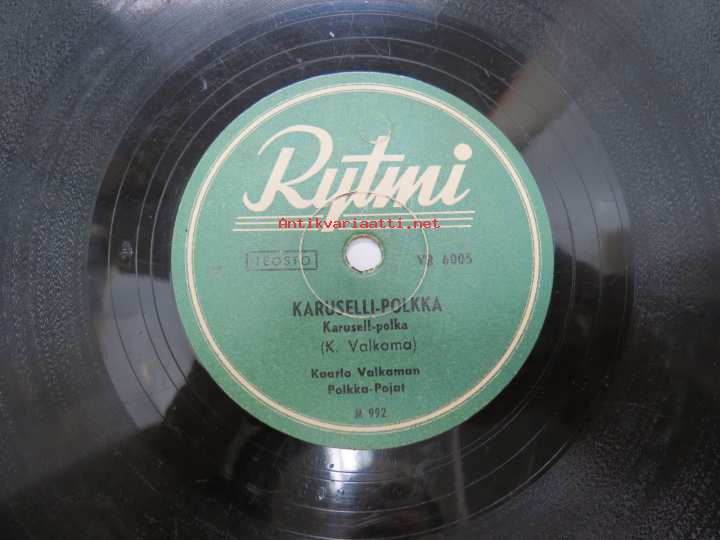 Rytmi
Antikvariaatti.net
TEOSTO VR 6005
KARUSELLI-POLKKA
Karusell-polka
(K. Valkama)
Kaarlo Valkaman
Polkka-Pojat
M 992